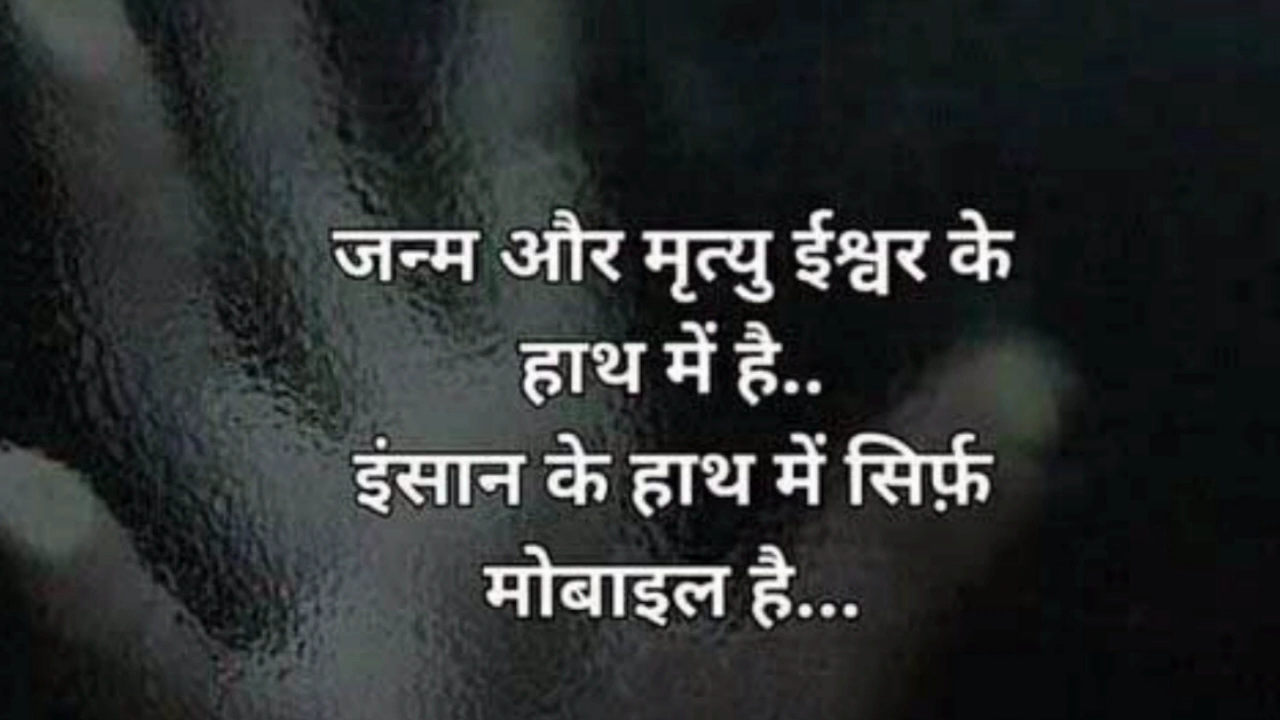 जन्म और मृत्यु ईश्वर के
हाथ में है..
इंसान के हाथ में सिर्फ़
मोबाइल है...